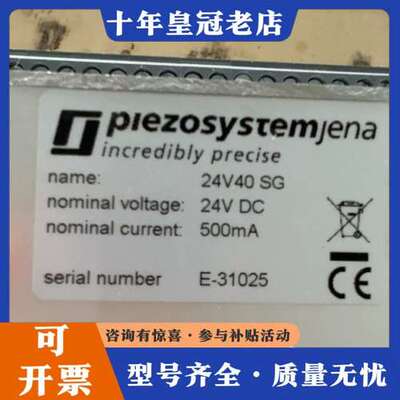 十年皇冠老店
piezosystemjena
incredibly precise
name: 24V40 SG
nominal voltage: 24V DC
nominal current: 500mA
serial number E-31025
CE
可开票
咨询有惊喜·参与补贴活动
型号齐全·质量无忧